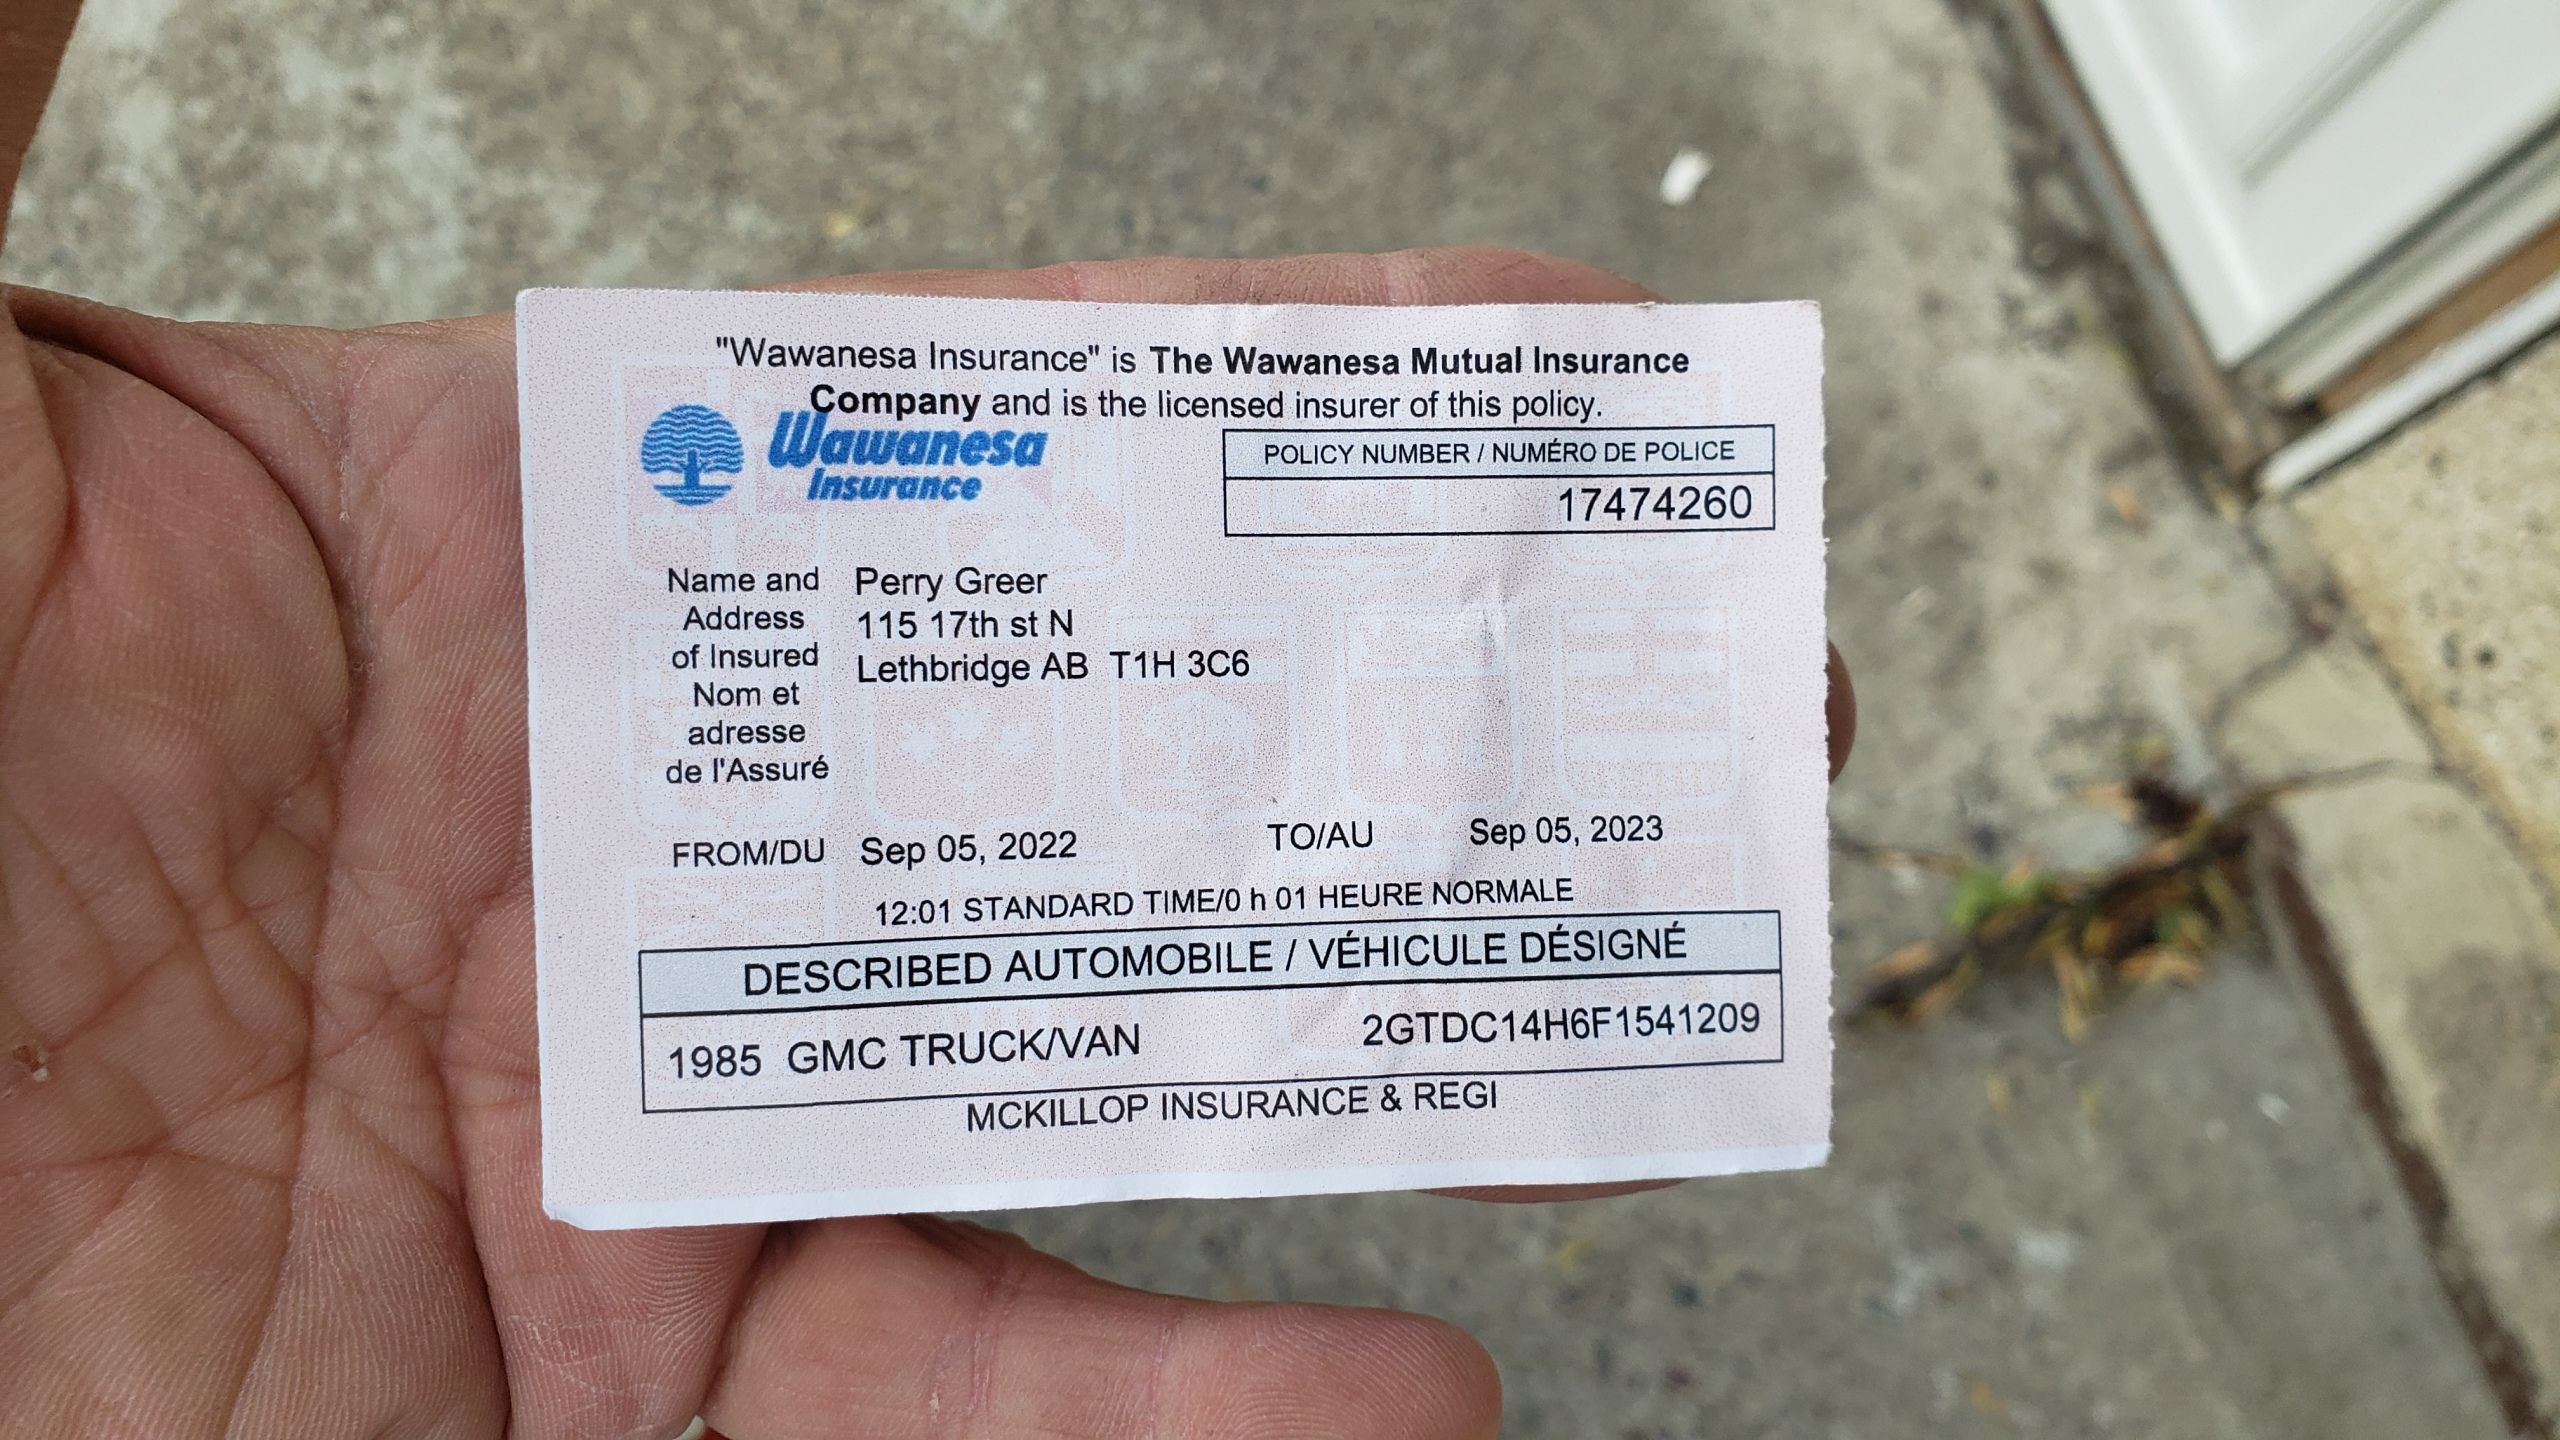 "Wawanesa Insurance" is The Wawanesa Mutual Insurance
Company and is the licensed insurer of this policy.
Wawanesa
Insurance
POLICY NUMBER / NUMÉRO DE POLICE
17474260
Name and
Address
of Insured
Nom et
adresse
de l'Assuré
Perry Greer
115 17th st N
Lethbridge AB T1H 3C6
FROM/DU Sep 05, 2022 TO/AU Sep 05, 2023
12:01 STANDARD TIME/0 h 01 HEURE NORMALE
DESCRIBED AUTOMOBILE / VÉHICULE DÉSIGNÉ
1985 GMC TRUCK/VAN 2GTDC14H6F1541209
MCKILLOP INSURANCE & REGI